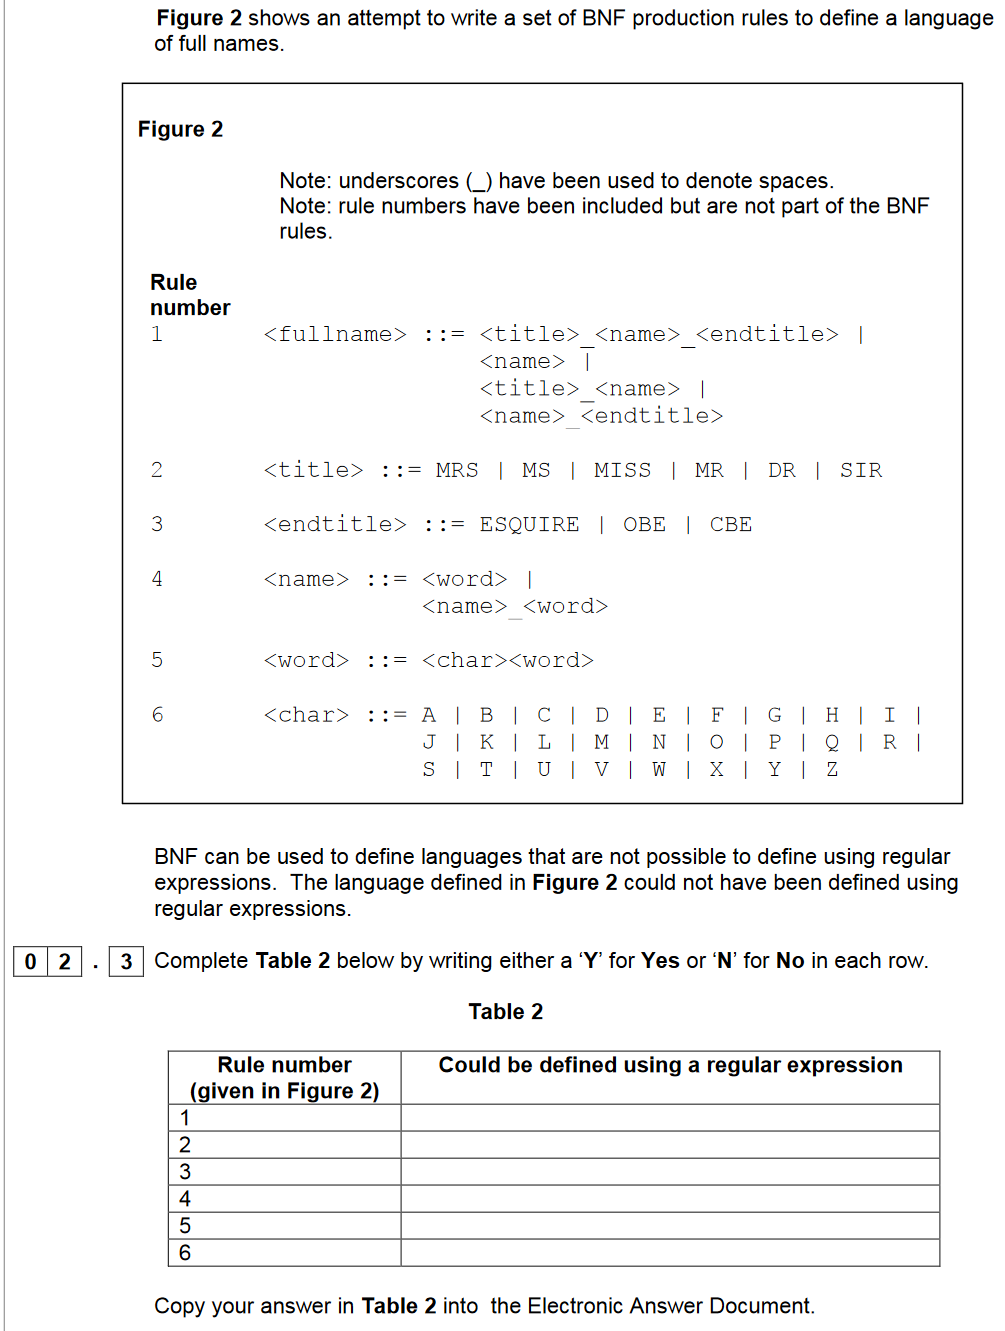 Figure 2 shows an attempt to write a set of BNF production rules to define a language
of full names.
Figure 2
Note: underscores (_) have been used to denote spaces.
Note: rule numbers have been included but are not part of the BNF
rules.
Rule
number
1 <fullname> ::= <title>_<name>_<endtitle> |
<name> |
<title>_<name> |
<name>_<endtitle>
2 <title> ::= MRS | MS | MISS | MR | DR | SIR
3 <endtitle> ::= ESQUIRE | OBE | CBE
4 <name> ::= <word> |
<name>_<word>
5 <word> ::= <char><word>
6 <char> ::= A | B | C | D | E | F | G | H | I |
J | K | L | M | N | O | P | Q | R |
S | T | U | V | W | X | Y | Z
BNF can be used to define languages that are not possible to define using regular
expressions. The language defined in Figure 2 could not have been defined using
regular expressions.
0 2 . 3 Complete Table 2 below by writing either a ‘Y’ for Yes or ‘N’ for No in each row.
Table 2
Rule number Could be defined using a regular expression
(given in Figure 2)
1
2
3
4
5
6
Copy your answer in Table 2 into the Electronic Answer Document.